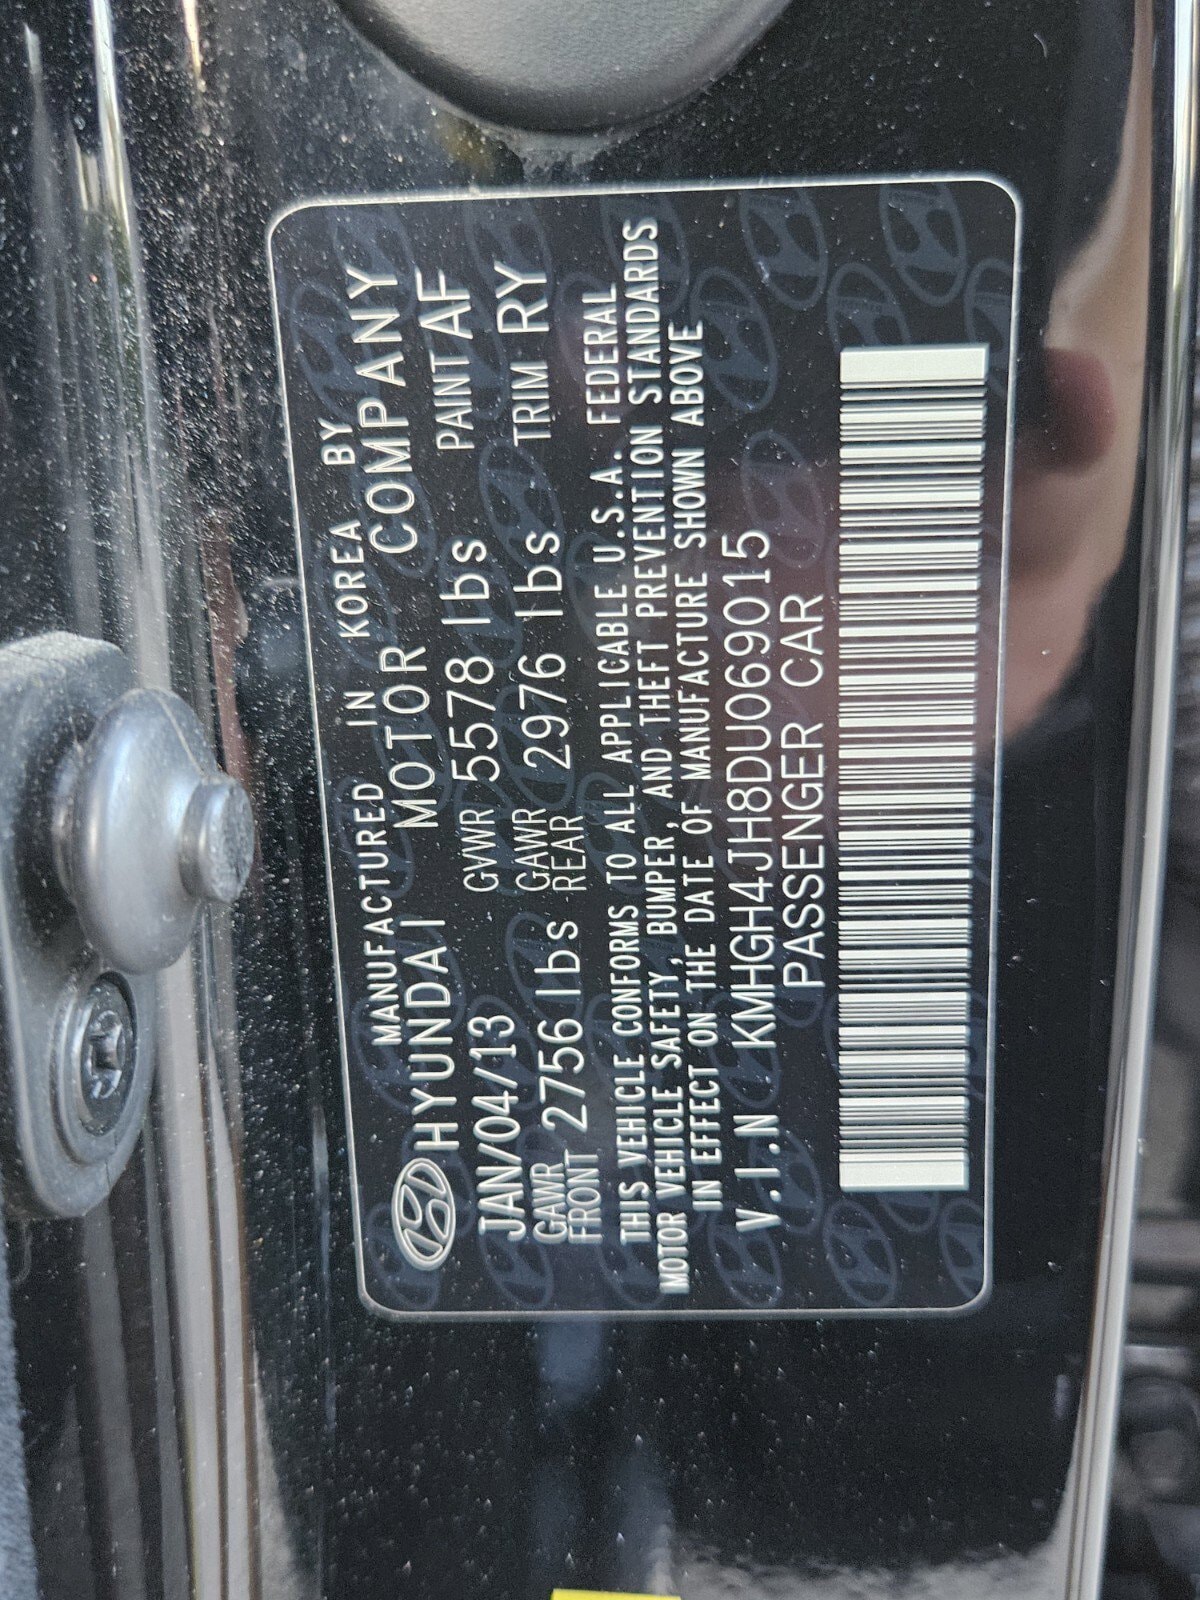 MANUFACTURED IN KOREA BY
HYUNDAI MOTOR COMPANY
JAN/04/13 GVWR 5578 lbs PAINT AF
GAWR FRONT 2756 lbs GAWR REAR 2976 lbs TRIM RY
THIS VEHICLE CONFORMS TO ALL APPLICABLE U.S.A. FEDERAL
MOTOR VEHICLE SAFETY, BUMPER, AND THEFT PREVENTION STANDARDS
IN EFFECT ON THE DATE OF MANUFACTURE SHOWN ABOVE
V.I.N KMHGH4JH8DU069015
PASSENGER CAR